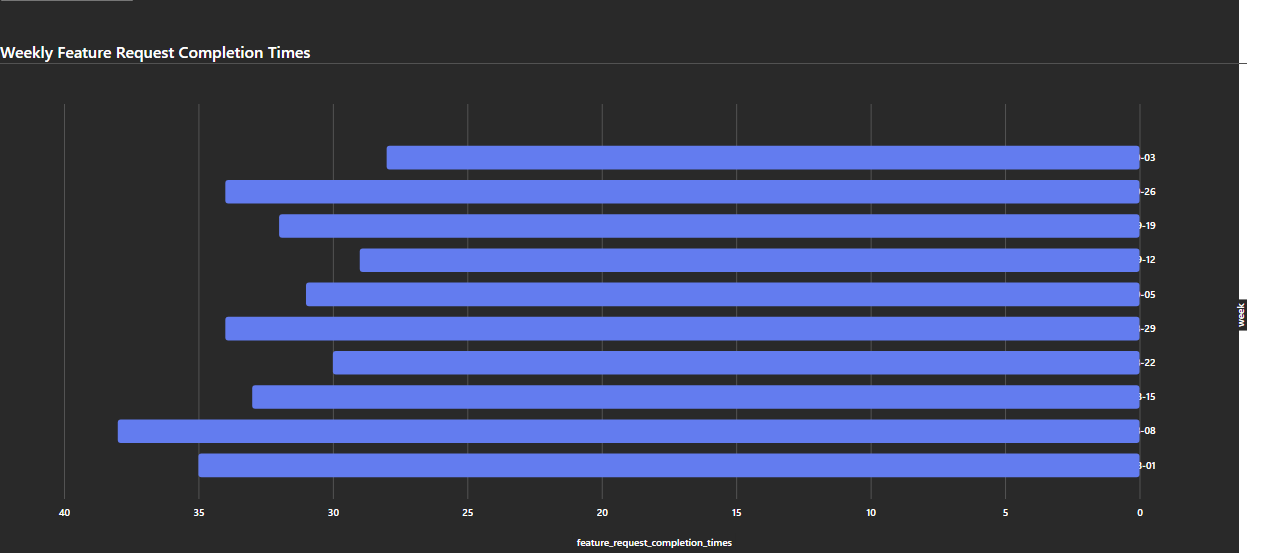 Weekly Feature Request Completion Times
-03
-26
-19
-12
-05
-29
-22
-15
-08
-01
week
40 35 30 25 20 15 10 5 0
feature_request_completion_times